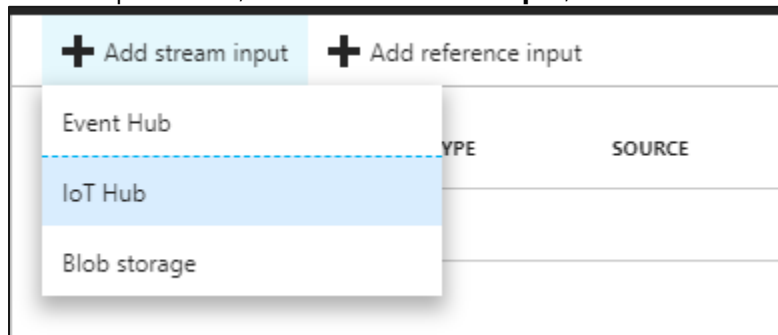 Add stream input Add reference input
Event Hub
YPE SOURCE
IoT Hub
Blob storage